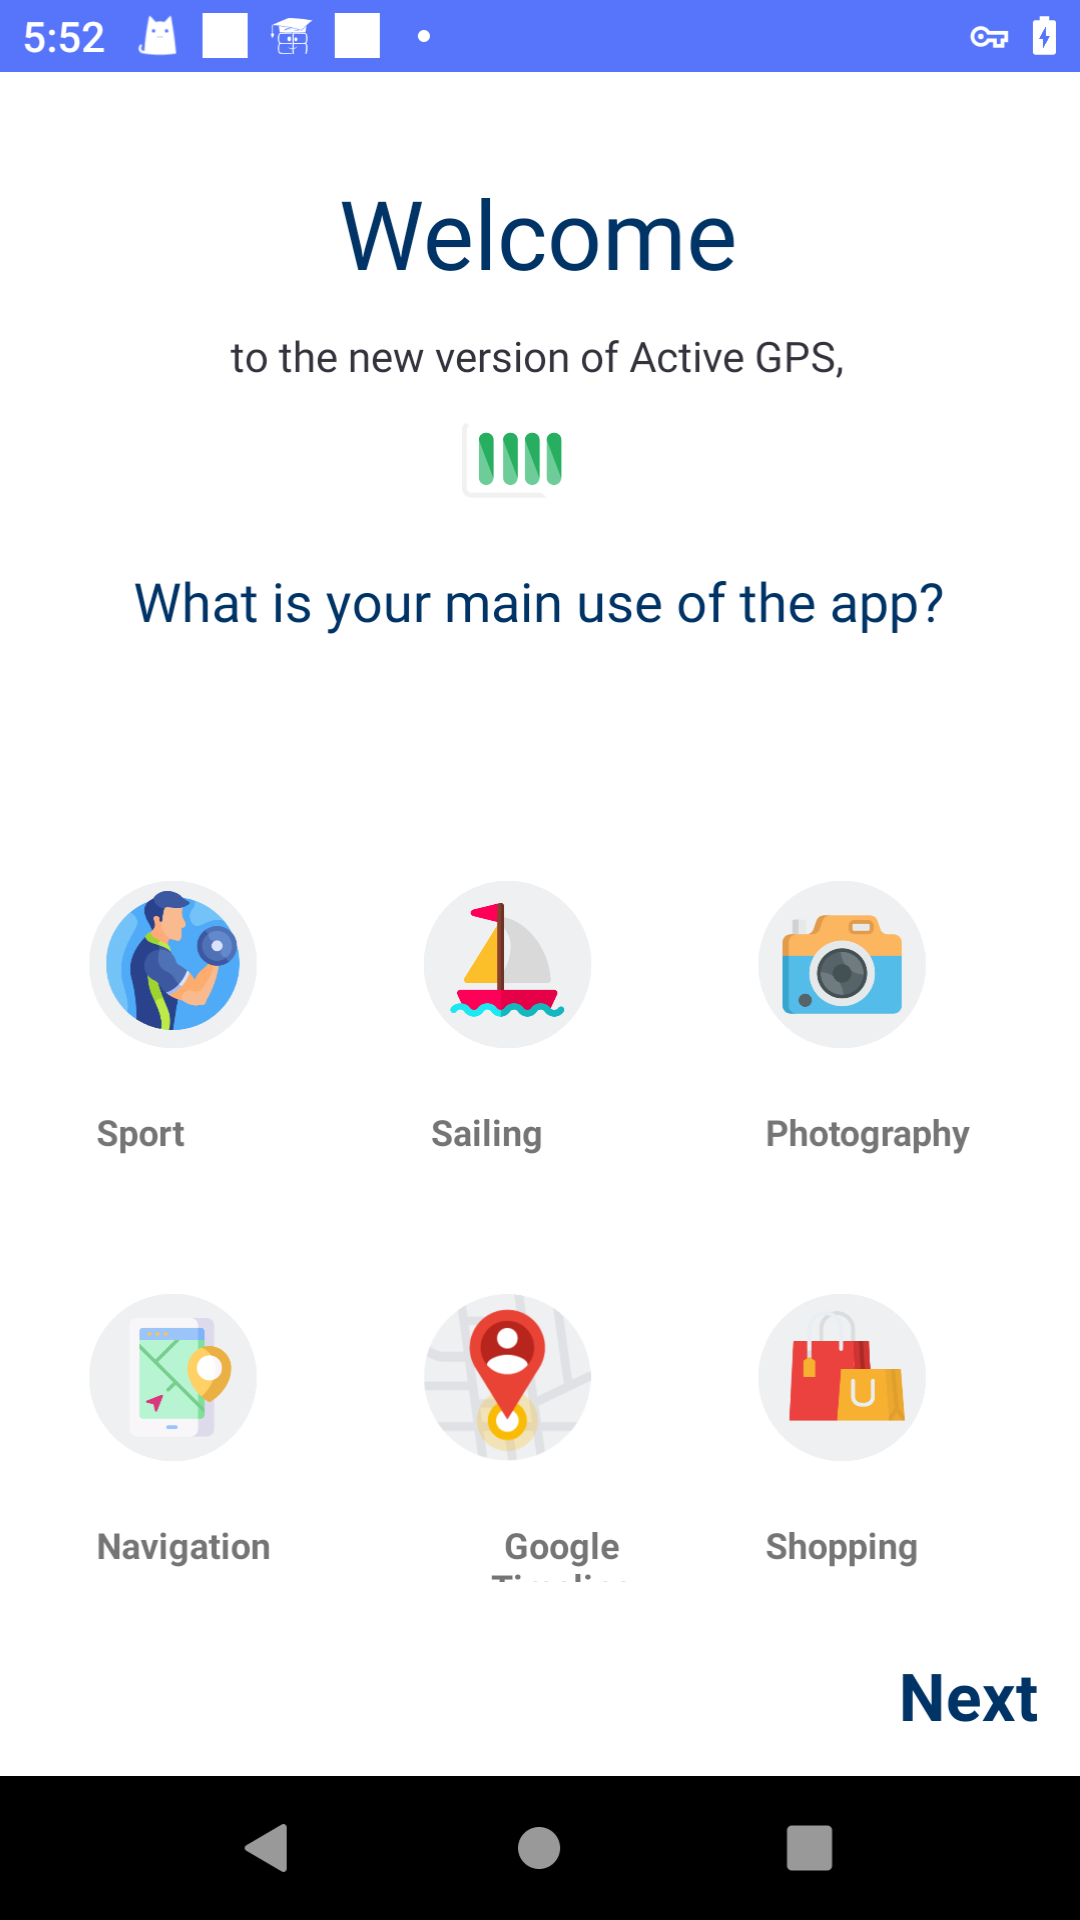 5:52
Welcome
to the new version of Active GPS,
What is your main use of the app?
Sport
Sailing
Photography
Navigation
Google
Shopping
Next